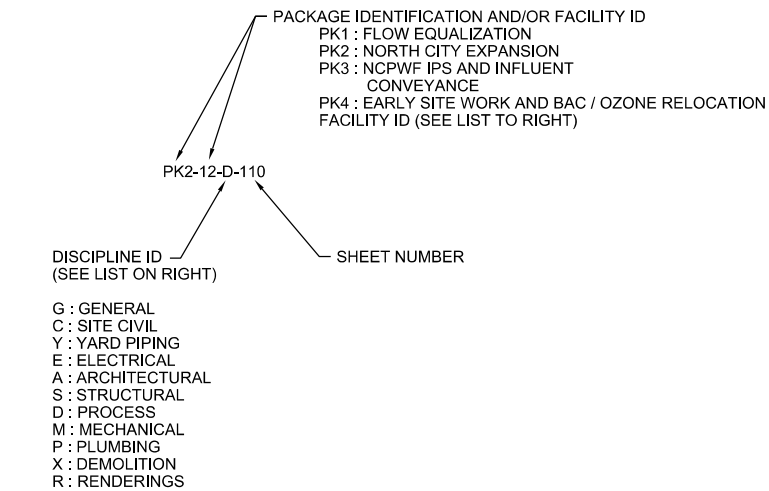 PACKAGE IDENTIFICATION AND/OR FACILITY ID
PK1 : FLOW EQUALIZATION
PK2 : NORTH CITY EXPANSION
PK3 : NCPWF IPS AND INFLUENT
CONVEYANCE
PK4 : EARLY SITE WORK AND BAC / OZONE RELOCATION
FACILITY ID (SEE LIST TO RIGHT)
PK2-12-D-110
DISCIPLINE ID
(SEE LIST ON RIGHT)
SHEET NUMBER
G : GENERAL
C : SITE CIVIL
Y : YARD PIPING
E : ELECTRICAL
A : ARCHITECTURAL
S : STRUCTURAL
D : PROCESS
M : MECHANICAL
P : PLUMBING
X : DEMOLITION
R : RENDERINGS